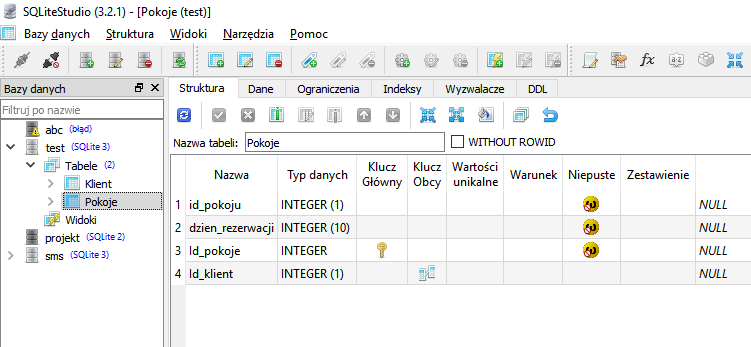 SQLiteStudio (3.2.1) - [Pokoje (test)]
Bazy danych Struktura Widoki Narzędzia Pomoc
Bazy danych
Filtruj po nazwie
abc (błąd)
test (SQLite 3)
Tabele (2)
Klient
Pokoje
Widoki
projekt (SQLite 2)
sms (SQLite 3)
Struktura Dane Ograniczenia Indeksy Wyzwalacze DDL
Nazwa tabeli: Pokoje WITHOUT ROWID
Nazwa Typ danych Klucz Główny Klucz Obcy Wartości unikalne Warunek Niepuste Zestawienie
1 id_pokoju INTEGER (1) NULL
2 dzien_rezerwacji INTEGER (10) NULL
3 Id_pokoje INTEGER NULL
4 Id_klient INTEGER (1) NULL